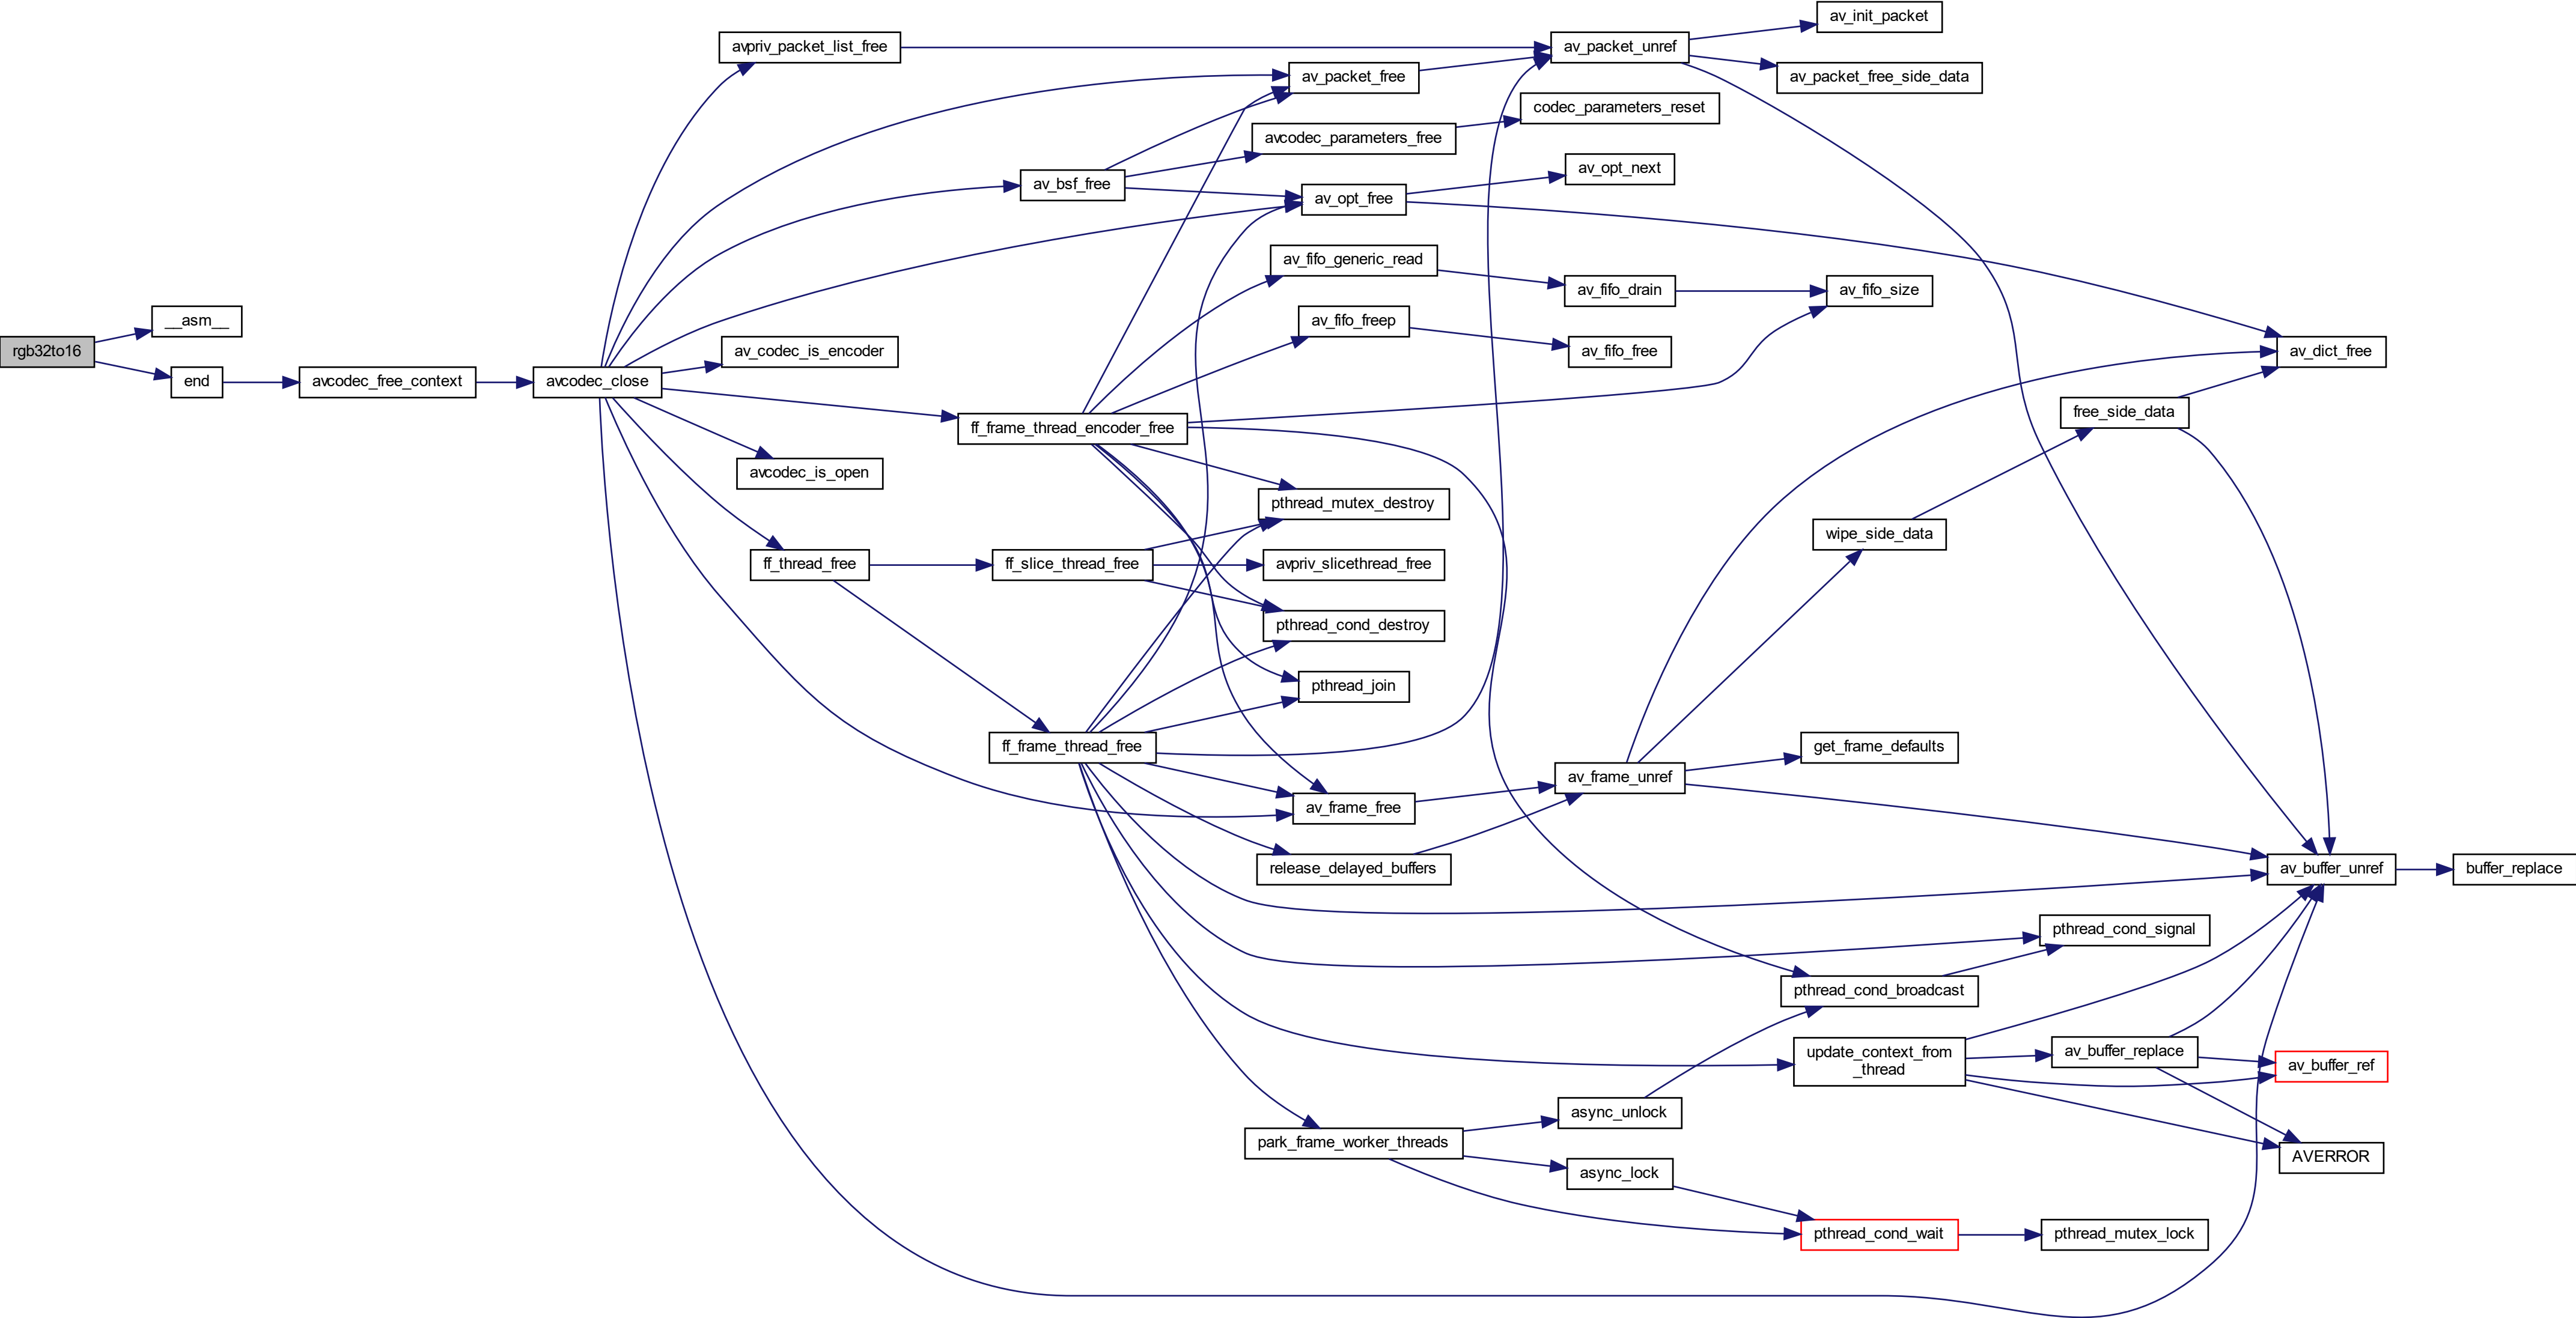 rgb32to16
__asm__
end
avcodec_free_context
avcodec_close
avpriv_packet_list_free
av_codec_is_encoder
avcodec_is_open
ff_thread_free
av_bsf_free
ff_frame_thread_encoder_free
ff_slice_thread_free
ff_frame_thread_free
av_packet_free
avcodec_parameters_free
av_opt_free
av_fifo_generic_read
av_fifo_freep
pthread_mutex_destroy
avpriv_slicethread_free
pthread_cond_destroy
pthread_join
av_frame_free
release_delayed_buffers
park_frame_worker_threads
av_packet_unref
codec_parameters_reset
av_opt_next
av_fifo_drain
av_fifo_free
av_frame_unref
async_unlock
async_lock
av_init_packet
av_packet_free_side_data
av_fifo_size
wipe_side_data
get_frame_defaults
pthread_cond_broadcast
update_context_from
_thread
pthread_cond_wait
free_side_data
pthread_cond_signal
av_buffer_replace
pthread_mutex_lock
av_dict_free
av_buffer_unref
av_buffer_ref
AVERROR
buffer_replace